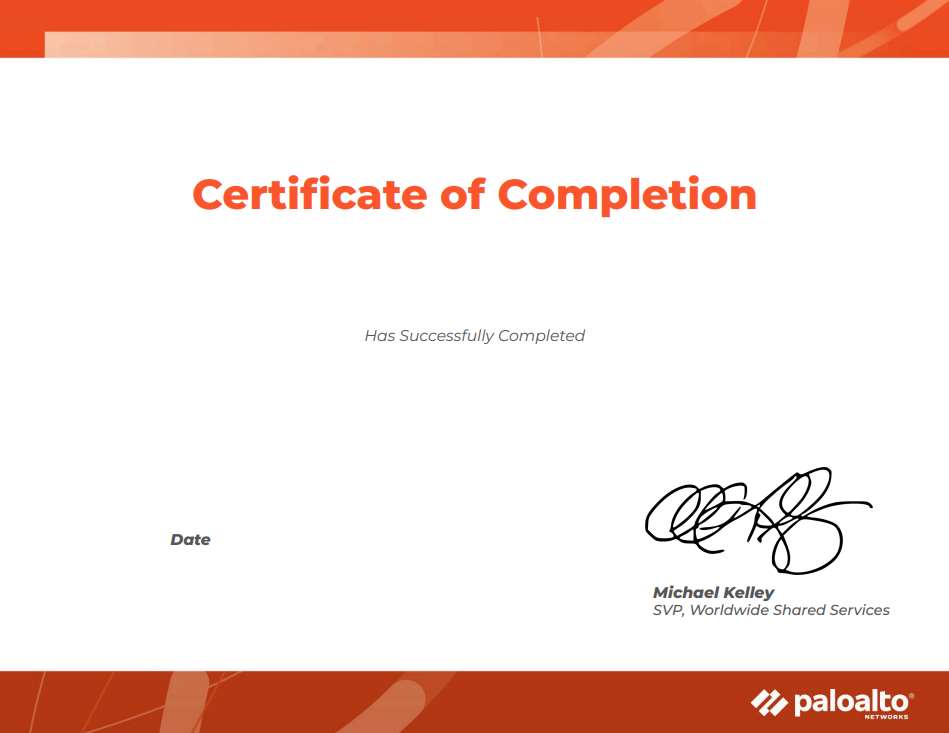 Certificate of Completion
Has Successfully Completed
Date
Michael Kelley
SVP, Worldwide Shared Services
paloalto®
NETWORKS